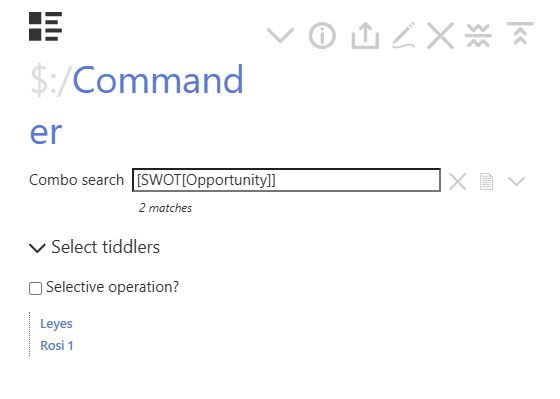 $:/Command
er
Combo search [SWOT[Opportunity]]
2 matches
Select tiddlers
Selective operation?
Leyes
Rosi 1